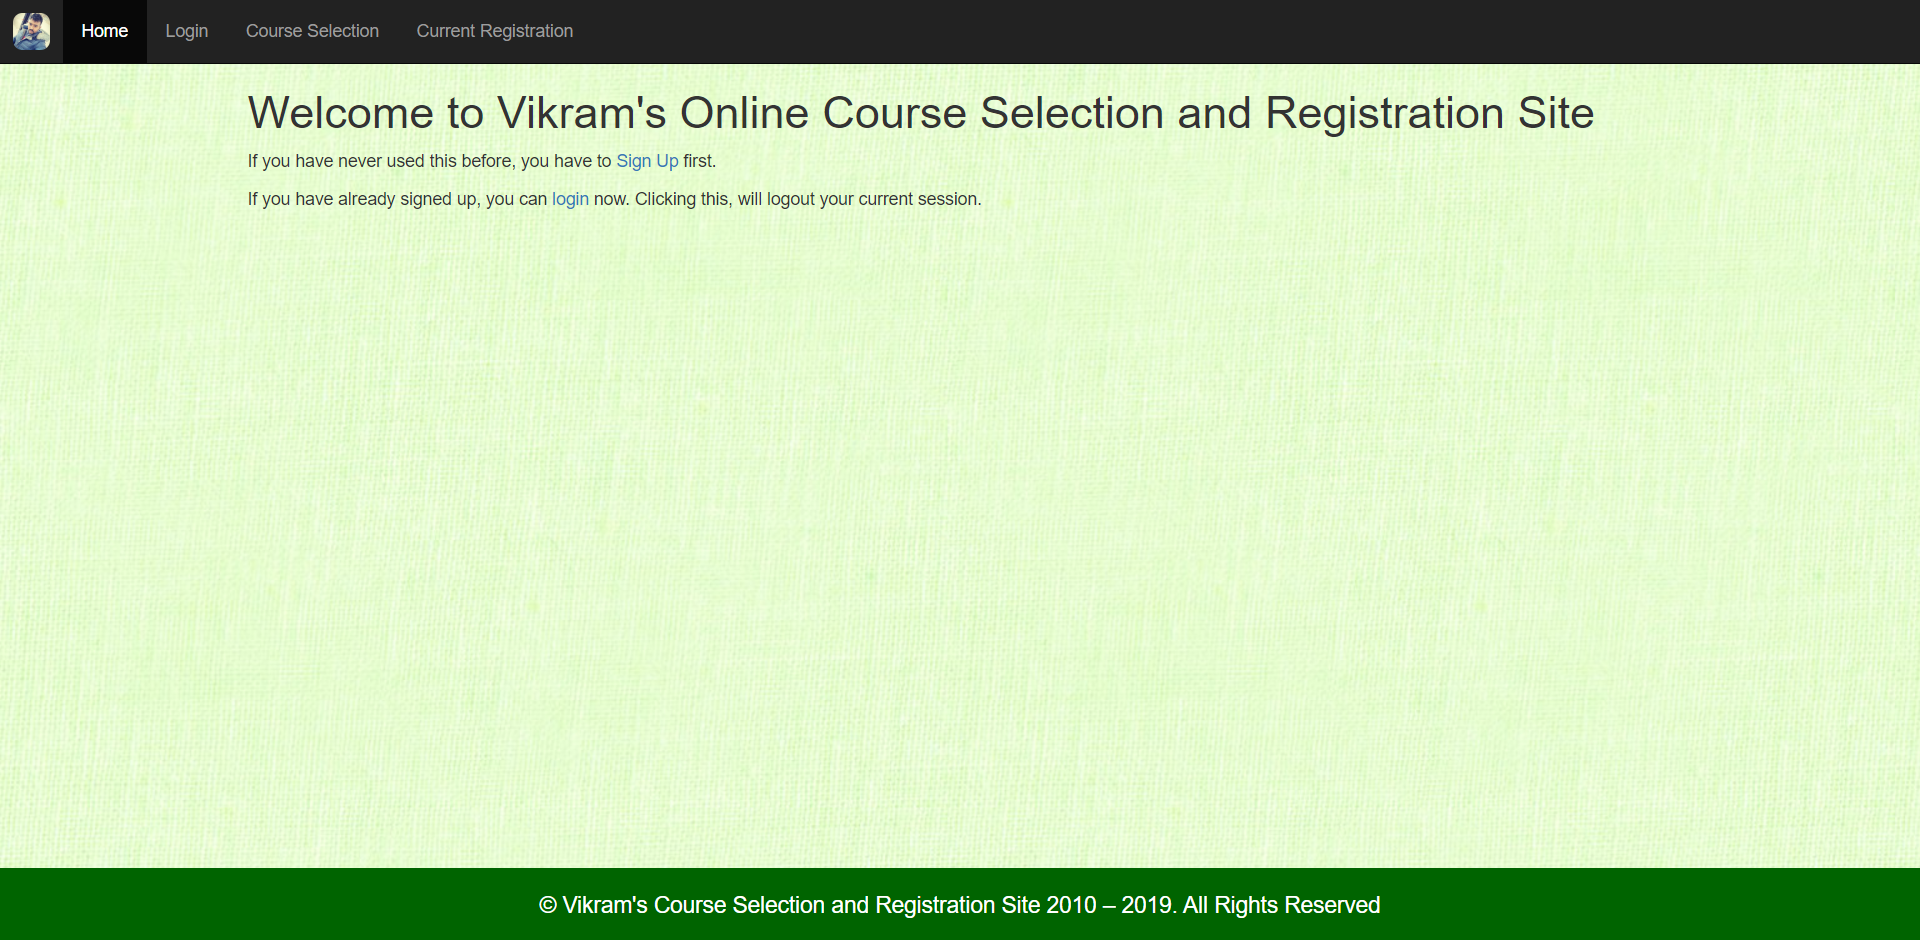 Home Login Course Selection Current Registration
Welcome to Vikram's Online Course Selection and Registration Site
If you have never used this before, you have to Sign Up first.
If you have already signed up, you can login now. Clicking this, will logout your current session.
© Vikram's Course Selection and Registration Site 2010 – 2019. All Rights Reserved